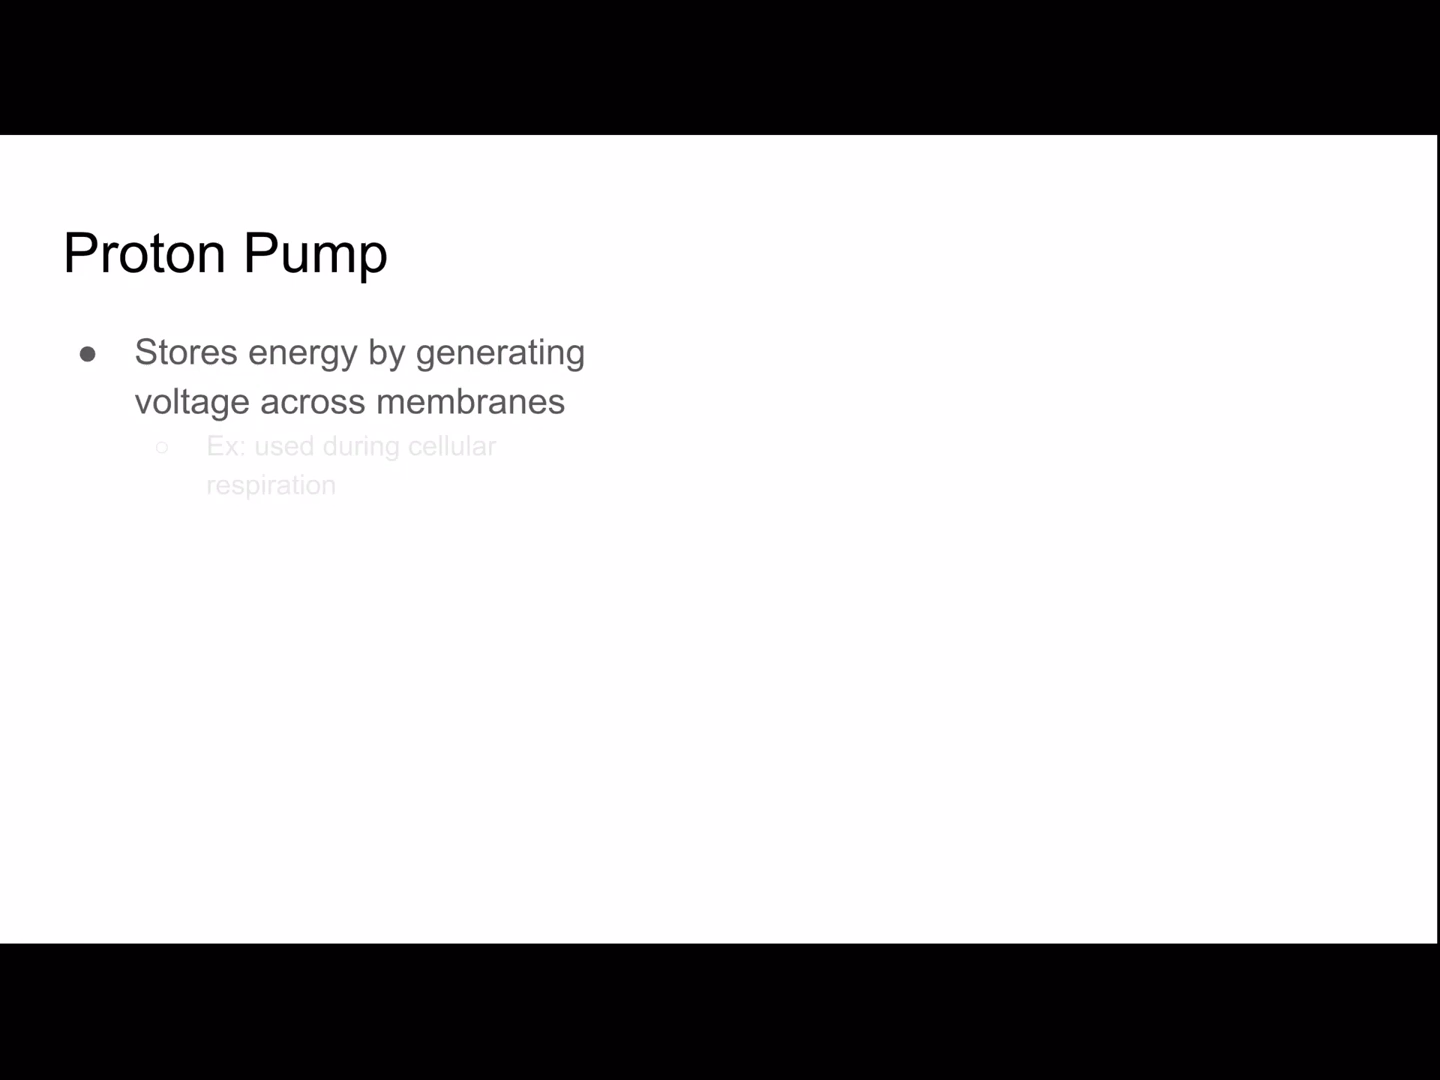 Proton Pump
● Stores energy by generating
voltage across membranes
○ Ex: used during cellular
respiration